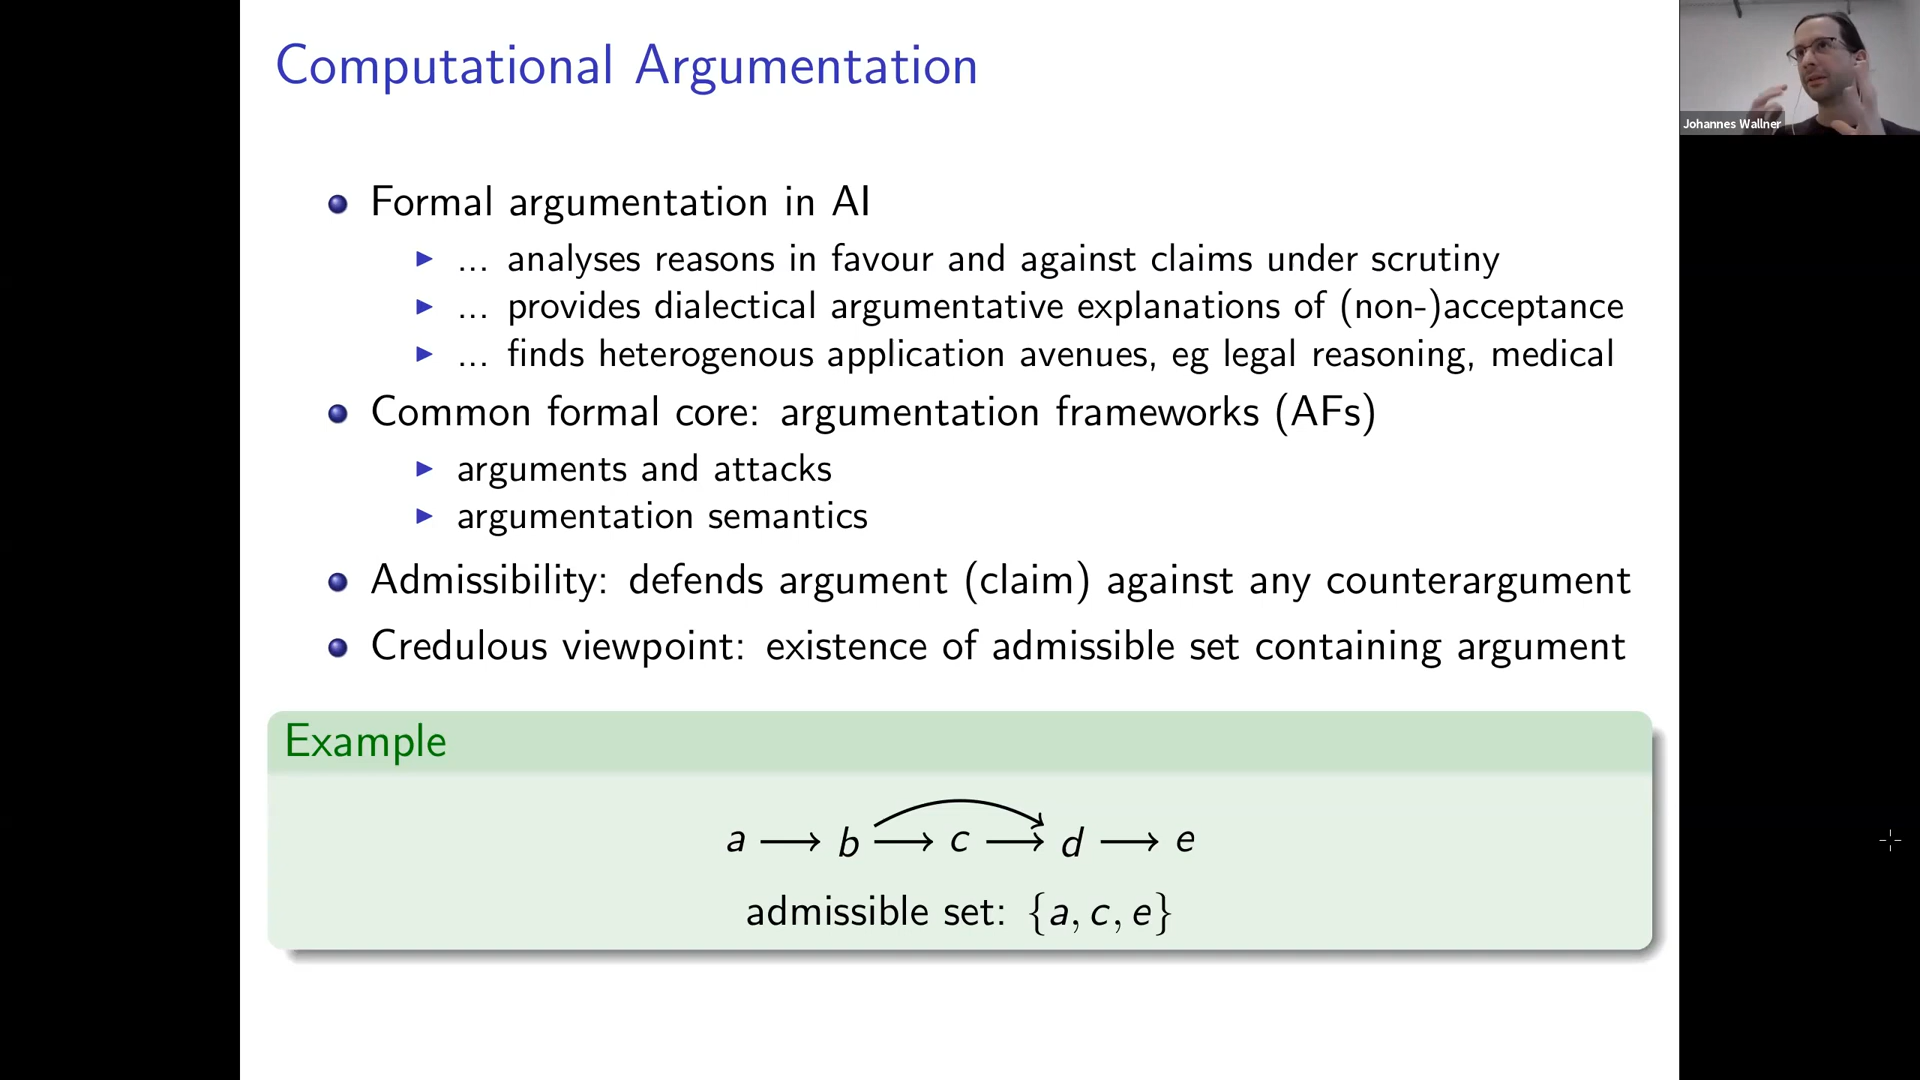 Computational Argumentation
Johannes Wallner
Formal argumentation in AI
... analyses reasons in favour and against claims under scrutiny
... provides dialectical argumentative explanations of (non-)acceptance
... finds heterogenous application avenues, eg legal reasoning, medical
Common formal core: argumentation frameworks (AFs)
arguments and attacks
argumentation semantics
Admissibility: defends argument (claim) against any counterargument
Credulous viewpoint: existence of admissible set containing argument
Example
a ⟶ b ⟶ c ⟶ d ⟶ e
admissible set: {a, c, e}